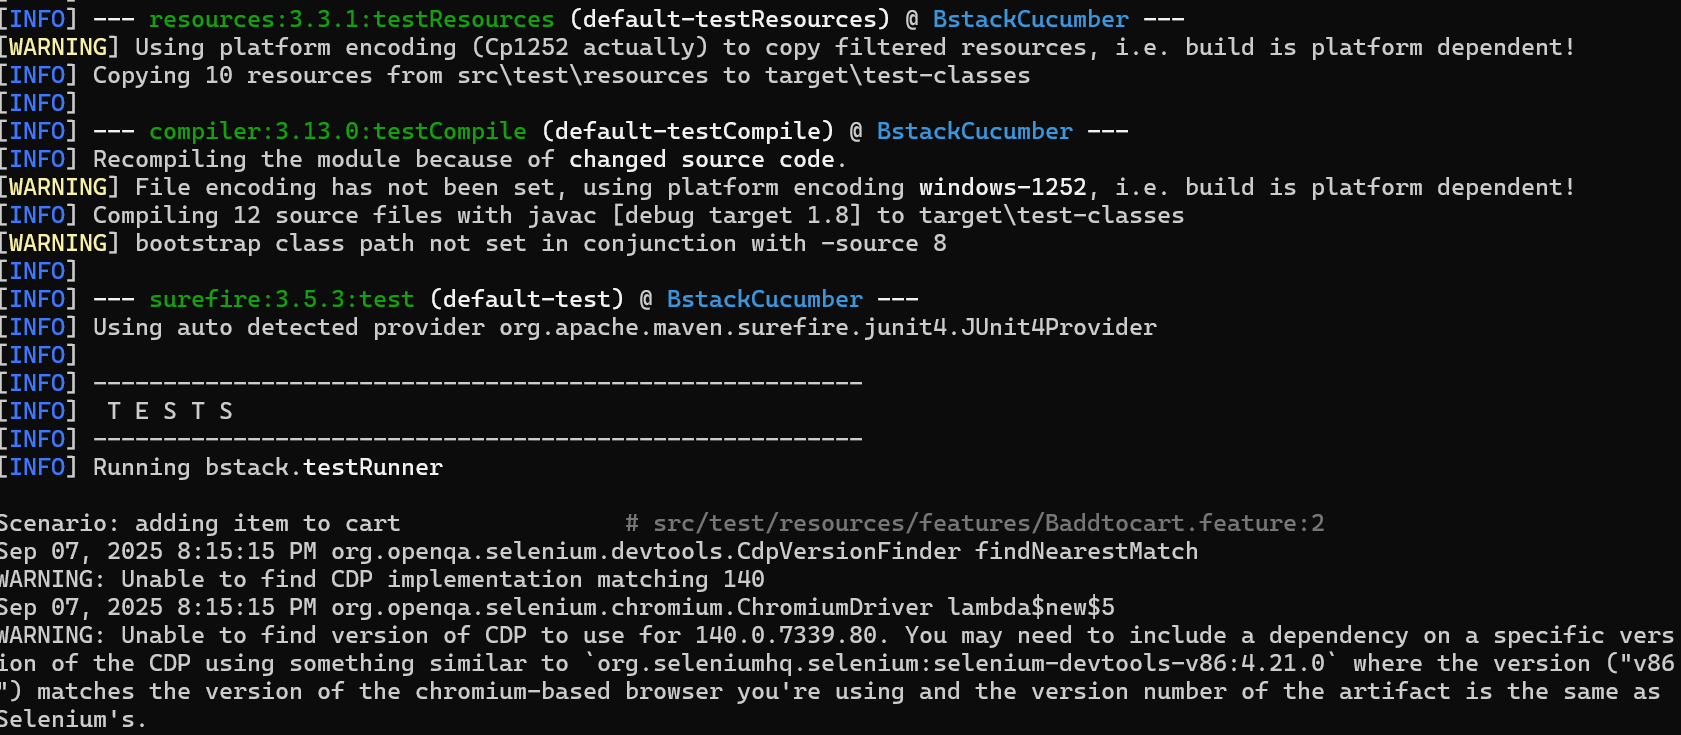 [INFO] --- resources:3.3.1:testResources (default-testResources) @ BstackCucumber ---
[WARNING] Using platform encoding (Cp1252 actually) to copy filtered resources, i.e. build is platform dependent!
[INFO] Copying 10 resources from src\test\resources to target\test-classes
[INFO]
[INFO] --- compiler:3.13.0:testCompile (default-testCompile) @ BstackCucumber ---
[INFO] Recompiling the module because of changed source code.
[WARNING] File encoding has not been set, using platform encoding windows-1252, i.e. build is platform dependent!
[INFO] Compiling 12 source files with javac [debug target 1.8] to target\test-classes
[WARNING] bootstrap class path not set in conjunction with -source 8
[INFO]
[INFO] --- surefire:3.5.3:test (default-test) @ BstackCucumber ---
[INFO] Using auto detected provider org.apache.maven.surefire.junit4.JUnit4Provider
[INFO]
[INFO] -------------------------------------------------------
[INFO]  T E S T S
[INFO] -------------------------------------------------------
[INFO] Running bstack.testRunner
Scenario: adding item to cart                # src/test/resources/features/Baddtocart.feature:2
Sep 07, 2025 8:15:15 PM org.openqa.selenium.devtools.CdpVersionFinder findNearestMatch
WARNING: Unable to find CDP implementation matching 140
Sep 07, 2025 8:15:15 PM org.openqa.selenium.chromium.ChromiumDriver lambda$new$5
WARNING: Unable to find version of CDP to use for 140.0.7339.80. You may need to include a dependency on a specific vers
ion of the CDP using something similar to `org.seleniumhq.selenium:selenium-devtools-v86:4.21.0` where the version ("v86
") matches the version of the chromium-based browser you're using and the version number of the artifact is the same as
Selenium's.